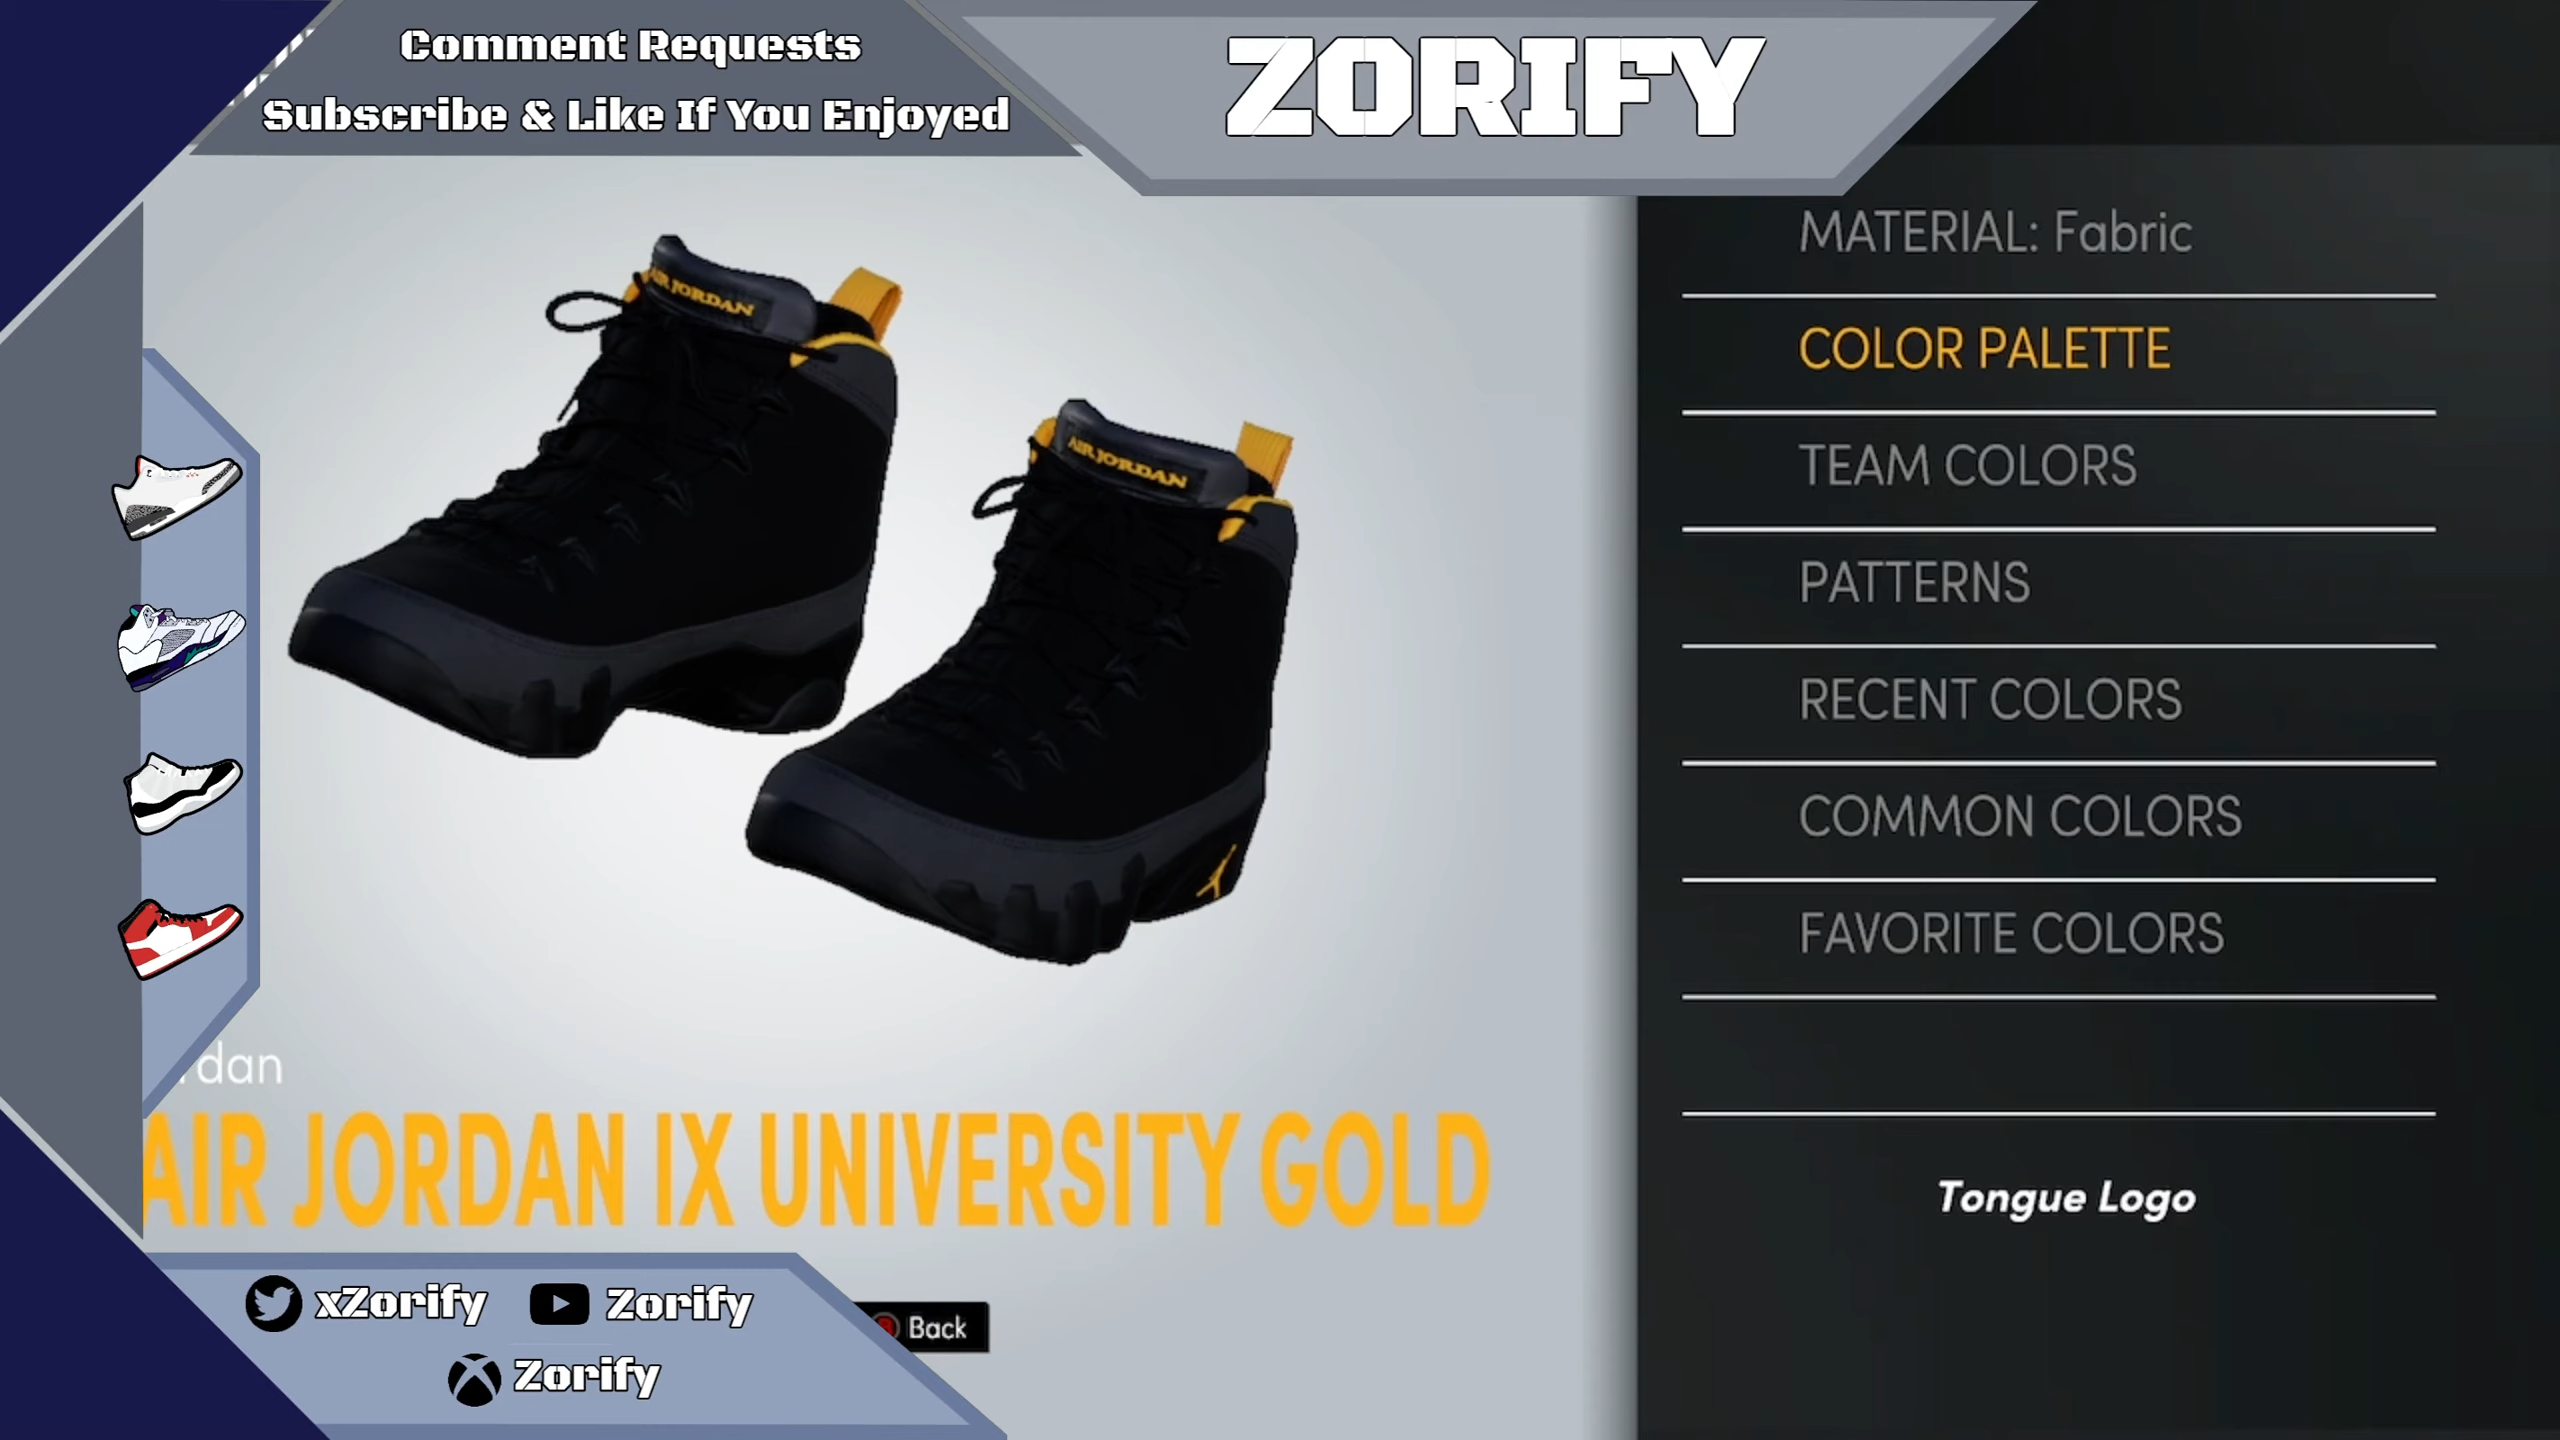 Comment Requests
Subscribe & Like If You Enjoyed
ZORIFY
MATERIAL: Fabric
COLOR PALETTE
TEAM COLORS
PATTERNS
RECENT COLORS
COMMON COLORS
FAVORITE COLORS
Tongue Logo
AIR JORDAN
AIR JORDAN
rdan
AIR JORDAN IX UNIVERSITY GOLD
xZorify
Zorify
Zorify
B Back